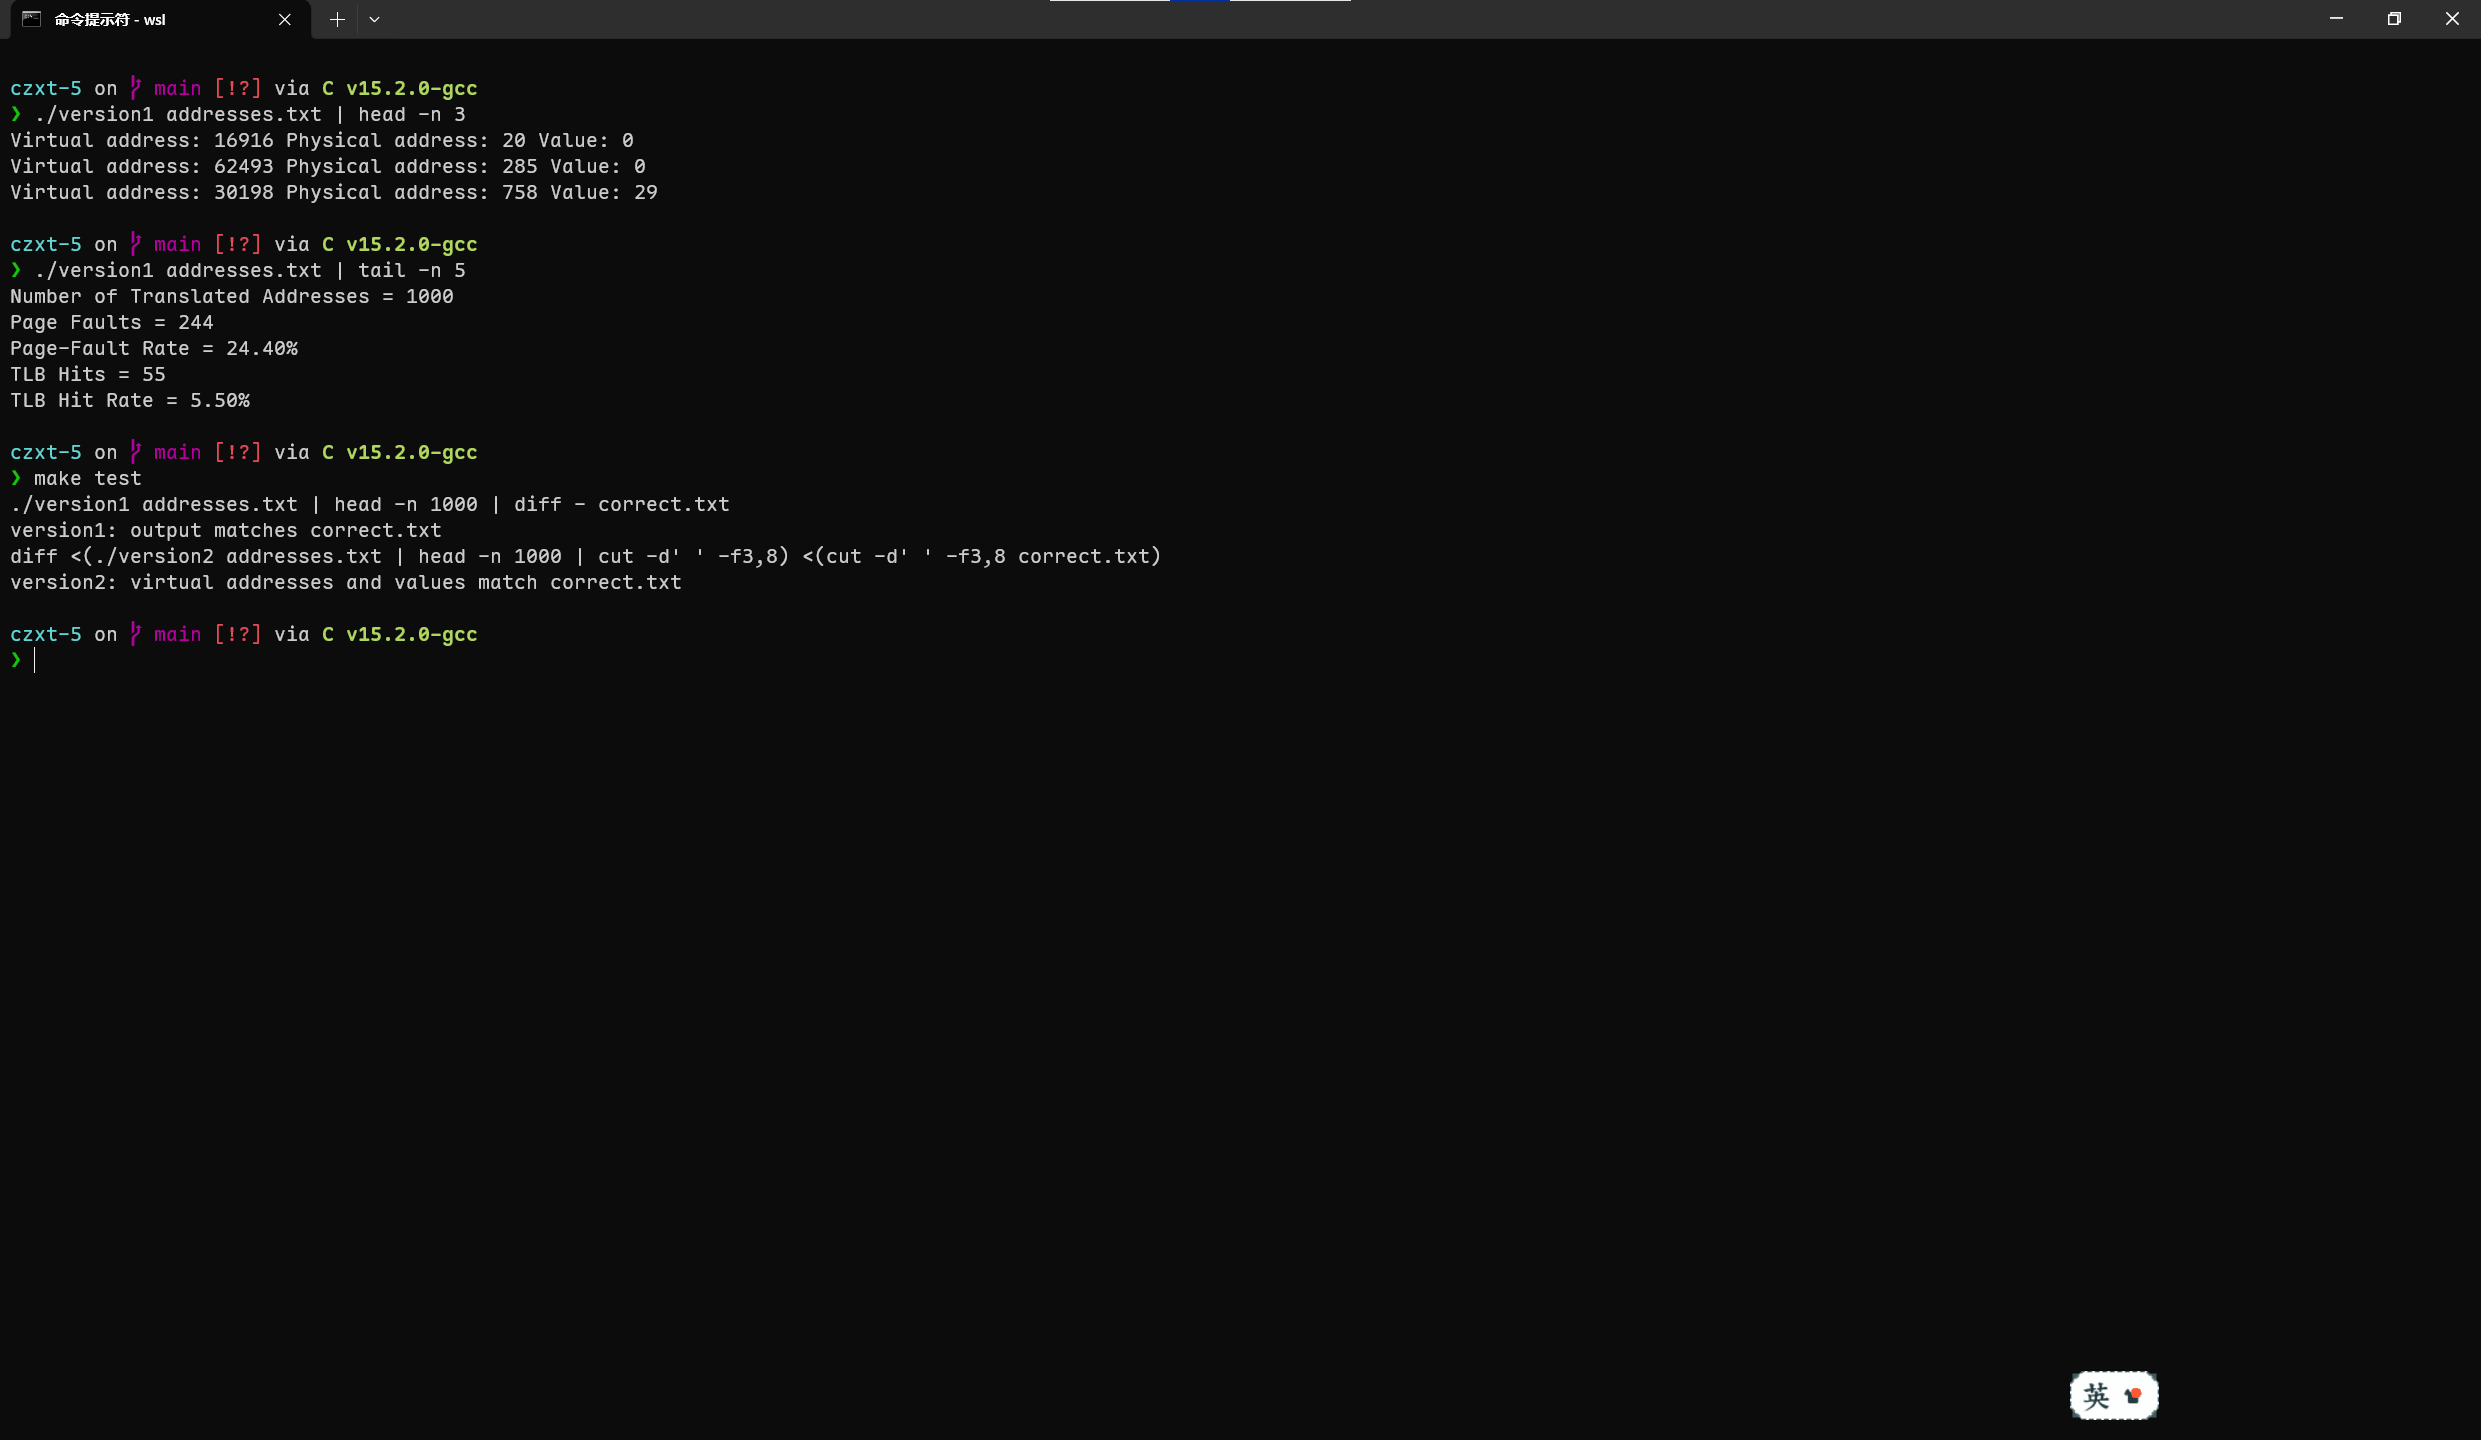 命令提示符 - wsl
czxt-5 on main [!?] via C v15.2.0-gcc
❯ ./version1 addresses.txt | head -n 3
Virtual address: 16916 Physical address: 20 Value: 0
Virtual address: 62493 Physical address: 285 Value: 0
Virtual address: 30198 Physical address: 758 Value: 29
czxt-5 on main [!?] via C v15.2.0-gcc
❯ ./version1 addresses.txt | tail -n 5
Number of Translated Addresses = 1000
Page Faults = 244
Page-Fault Rate = 24.40%
TLB Hits = 55
TLB Hit Rate = 5.50%
czxt-5 on main [!?] via C v15.2.0-gcc
❯ make test
./version1 addresses.txt | head -n 1000 | diff - correct.txt
version1: output matches correct.txt
diff <(./version2 addresses.txt | head -n 1000 | cut -d' ' -f3,8) <(cut -d' ' -f3,8 correct.txt)
version2: virtual addresses and values match correct.txt
czxt-5 on main [!?] via C v15.2.0-gcc
❯
英